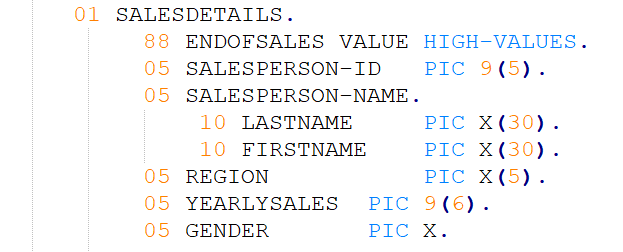 01 SALESDETAILS.
88 ENDOFSALES VALUE HIGH-VALUES.
05 SALESPERSON-ID PIC 9(5).
05 SALESPERSON-NAME.
10 LASTNAME PIC X(30).
10 FIRSTNAME PIC X(30).
05 REGION PIC X(5).
05 YEARLYSALES PIC 9(6).
05 GENDER PIC X.